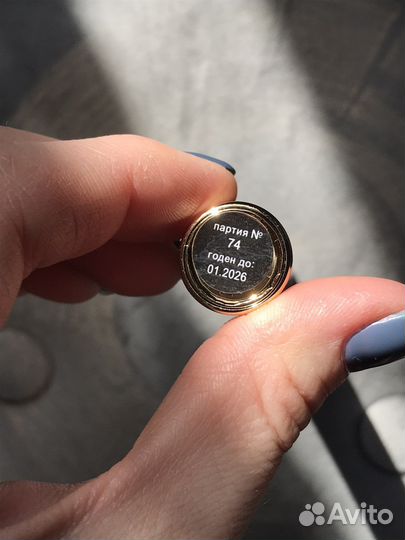 партия №
74
годен до:
01.2026
Avito